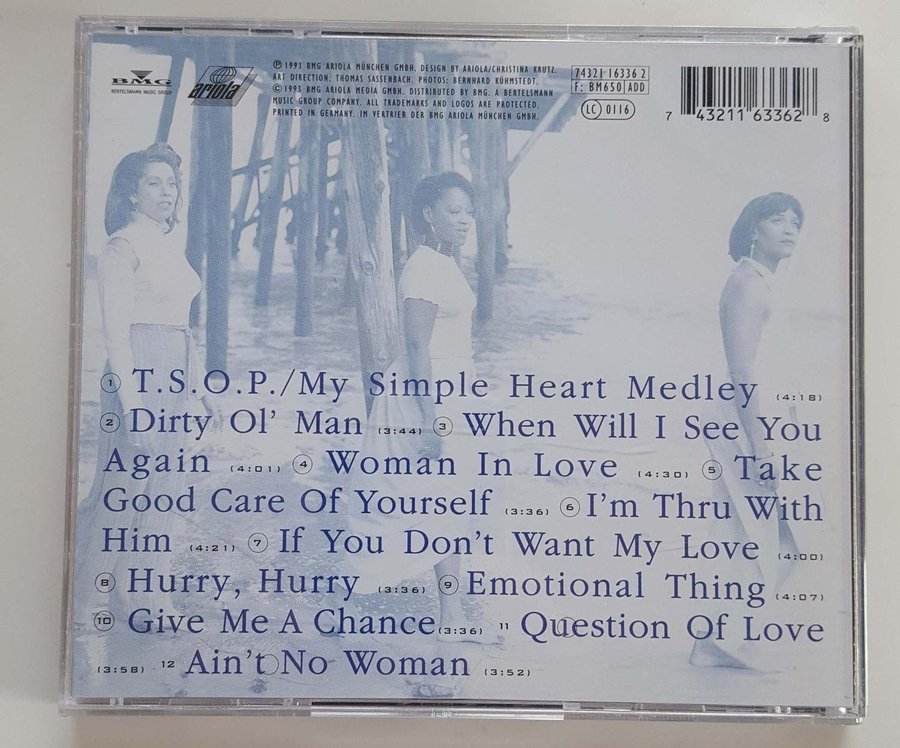 BMG
BERTELSMANN MUSIC GROUP
ariola
℗ 1993 BMG ARIOLA MÜNCHEN GMBH. DESIGN BY ARIOLA/CHRISTINA KRUTZ.
ART DIRECTION: THOMAS SASSENBACH. PHOTOS: BERNHARD KÜHMSTEDT.
© 1993 BMG ARIOLA MEDIA GMBH. DISTRIBUTED BY BMG. A BERTELSMANN
MUSIC GROUP COMPANY. ALL TRADEMARKS AND LOGOS ARE PROTECTED.
PRINTED IN GERMANY. IM VERTRIEB DER BMG ARIOLA MÜNCHEN GMBH.
74321 16336 2
F: BM650 ADD
LC 0116
7 43211 63362 8
1 T.S.O.P./My Simple Heart Medley (4:18)
2 Dirty Ol' Man (3:44) 3 When Will I See You
Again (4:01) 4 Woman In Love (4:30) 5 Take
Good Care Of Yourself (3:36) 6 I'm Thru With
Him (4:21) 7 If You Don't Want My Love (4:00)
8 Hurry, Hurry (3:36) 9 Emotional Thing (4:07)
10 Give Me A Chance (3:36) 11 Question Of Love
(3:58) 12 Ain't No Woman (3:52)